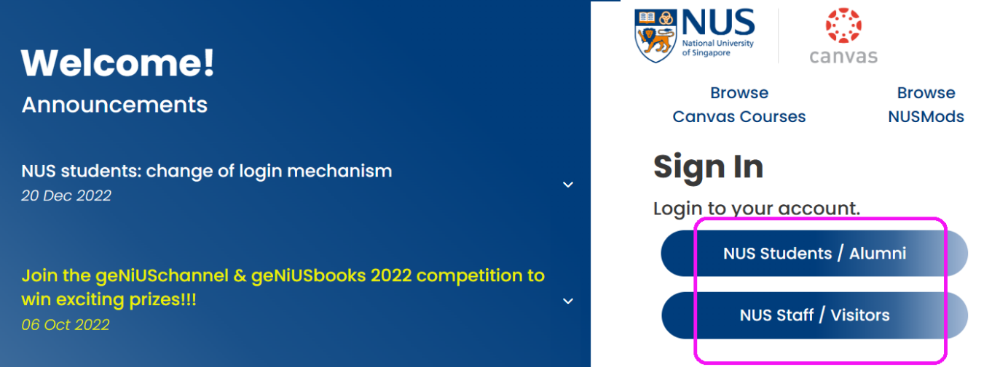 Welcome!
Announcements
NUS students: change of login mechanism
20 Dec 2022
Join the geNiUSchannel & geNiUSbooks 2022 competition to
win exciting prizes!!!
06 Oct 2022
NUS
National University
of Singapore
canvas
Browse
Canvas Courses
Browse
NUSMods
Sign In
Login to your account.
NUS Students / Alumni
NUS Staff / Visitors